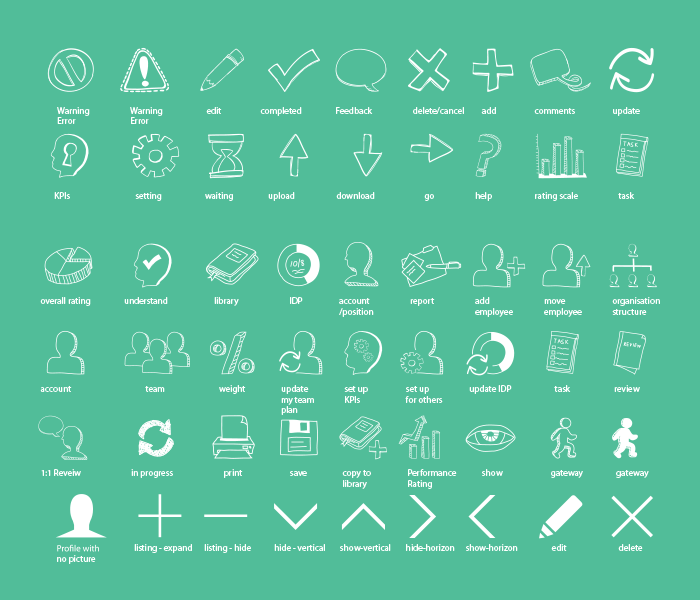 Warning
Error
Warning
Error
edit
completed
Feedback
delete/cancel
add
comments
update
KPIs
setting
waiting
upload
download
go
help
rating scale
TASK
task
overall rating
understand
library
10/$
IDP
account
/position
report
add
employee
move
employee
organisation
structure
account
team
weight
update
my team
plan
set up
KPIs
set up
for others
update IDP
TASK
task
Review
review
1:1 Reveiw
in progress
print
save
copy to
library
Performance
Rating
show
gateway
gateway
Profile with
no picture
listing - expand
listing - hide
hide - vertical
show-vertical
hide-horizon
show-horizon
edit
delete